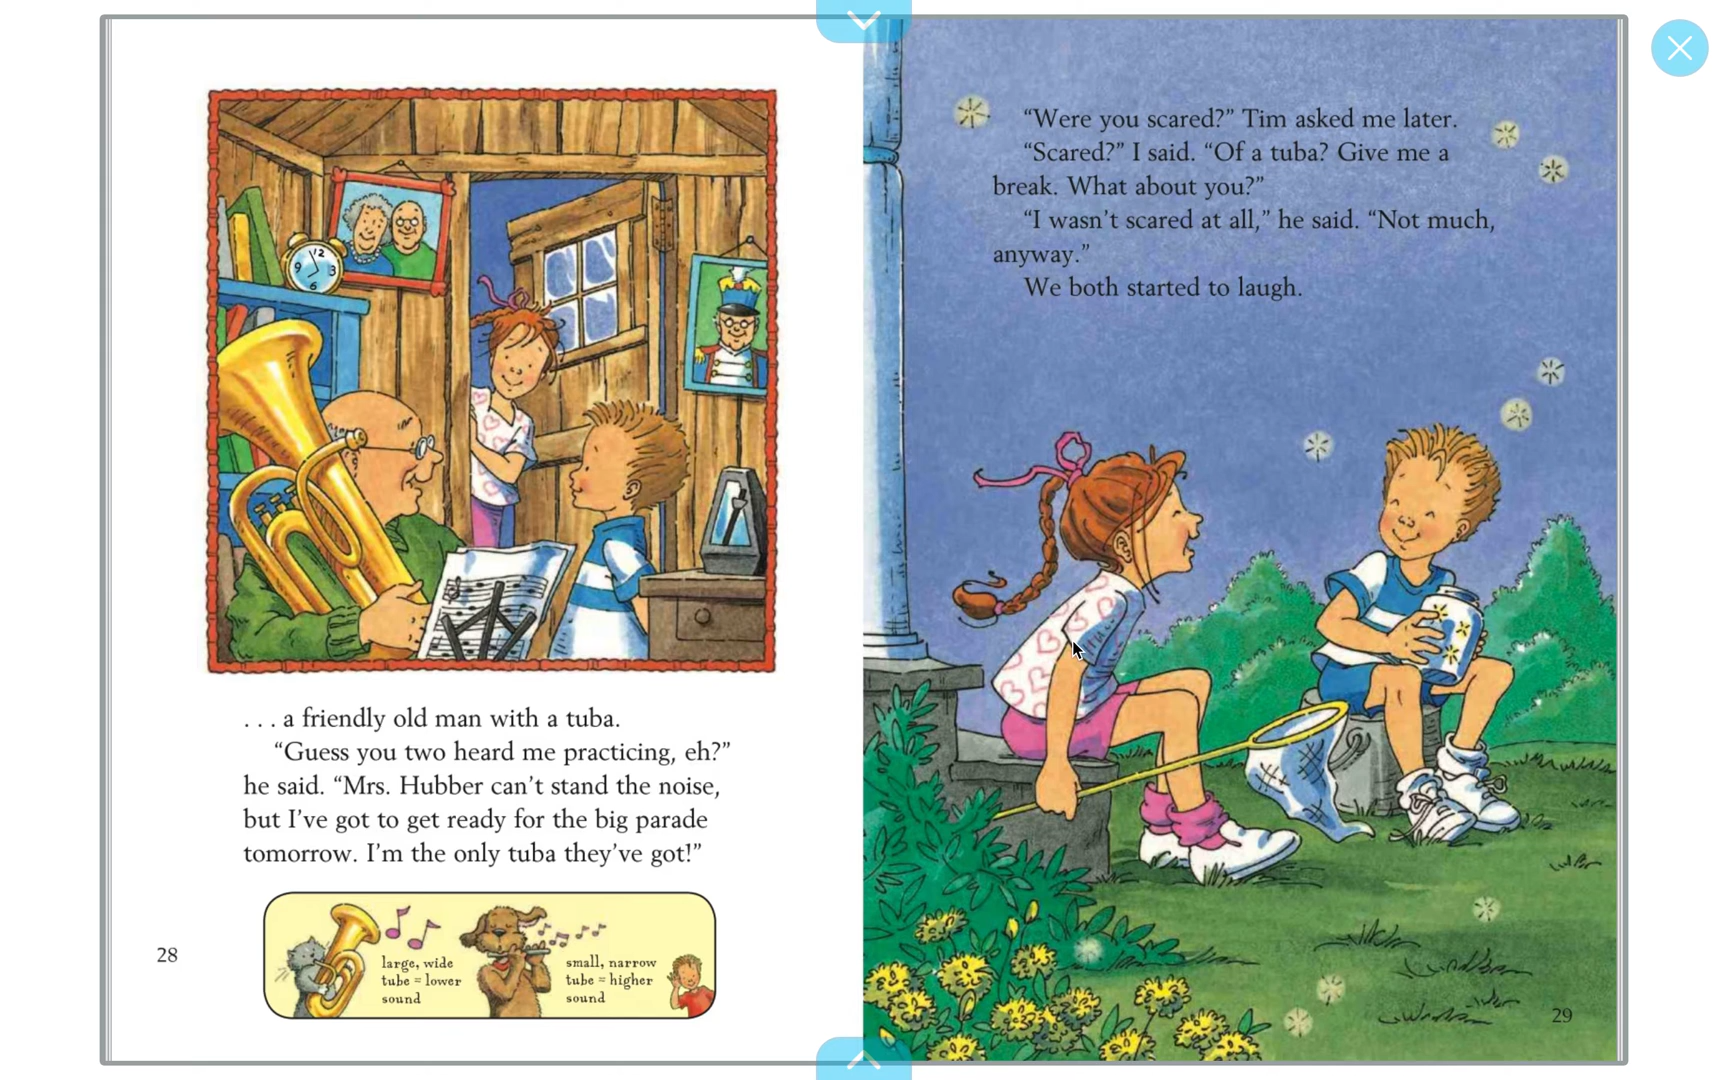 . . . a friendly old man with a tuba.
“Guess you two heard me practicing, eh?”
he said. “Mrs. Hubber can’t stand the noise,
but I’ve got to get ready for the big parade
tomorrow. I’m the only tuba they’ve got!”
large, wide
tube = lower
sound
small, narrow
tube = higher
sound
28
“Were you scared?” Tim asked me later.
“Scared?” I said. “Of a tuba? Give me a
break. What about you?”
“I wasn’t scared at all,” he said. “Not much,
anyway.”
We both started to laugh.
29
12
9 3
6